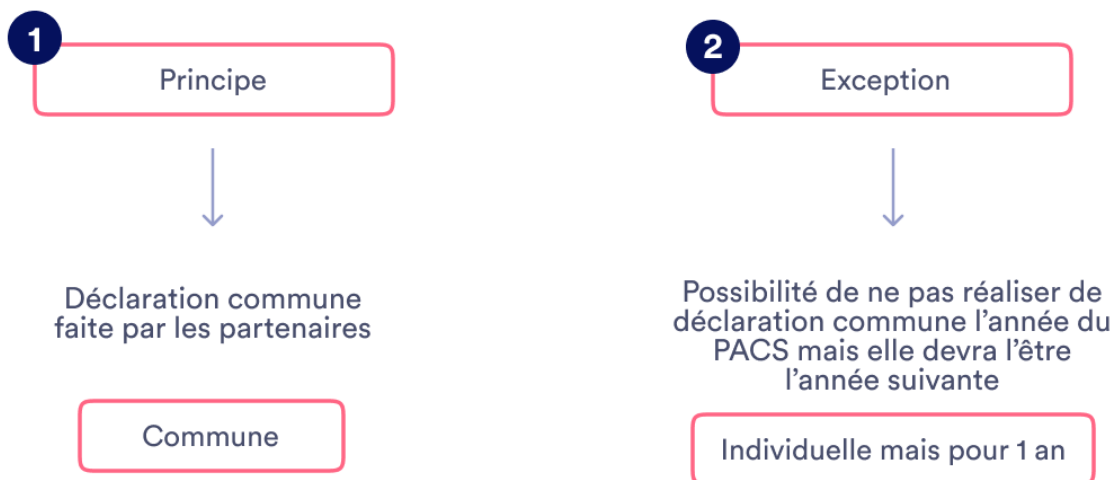 1
Principe
Déclaration commune
faite par les partenaires
Commune
2
Exception
Possibilité de ne pas réaliser de
déclaration commune l’année du
PACS mais elle devra l’être
l’année suivante
Individuelle mais pour 1 an